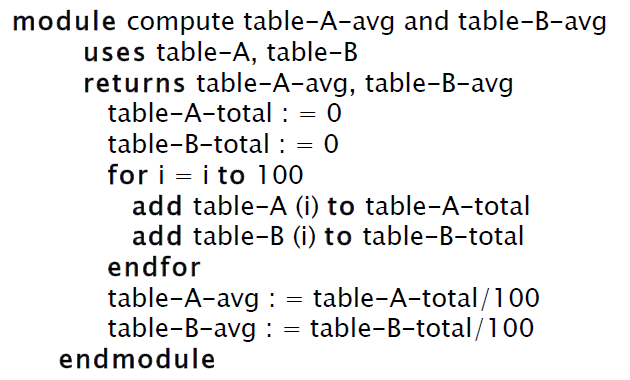 module compute table-A-avg and table-B-avg
uses table-A, table-B
returns table-A-avg, table-B-avg
table-A-total : = 0
table-B-total : = 0
for i = i to 100
add table-A (i) to table-A-total
add table-B (i) to table-B-total
endfor
table-A-avg : = table-A-total/100
table-B-avg : = table-B-total/100
endmodule